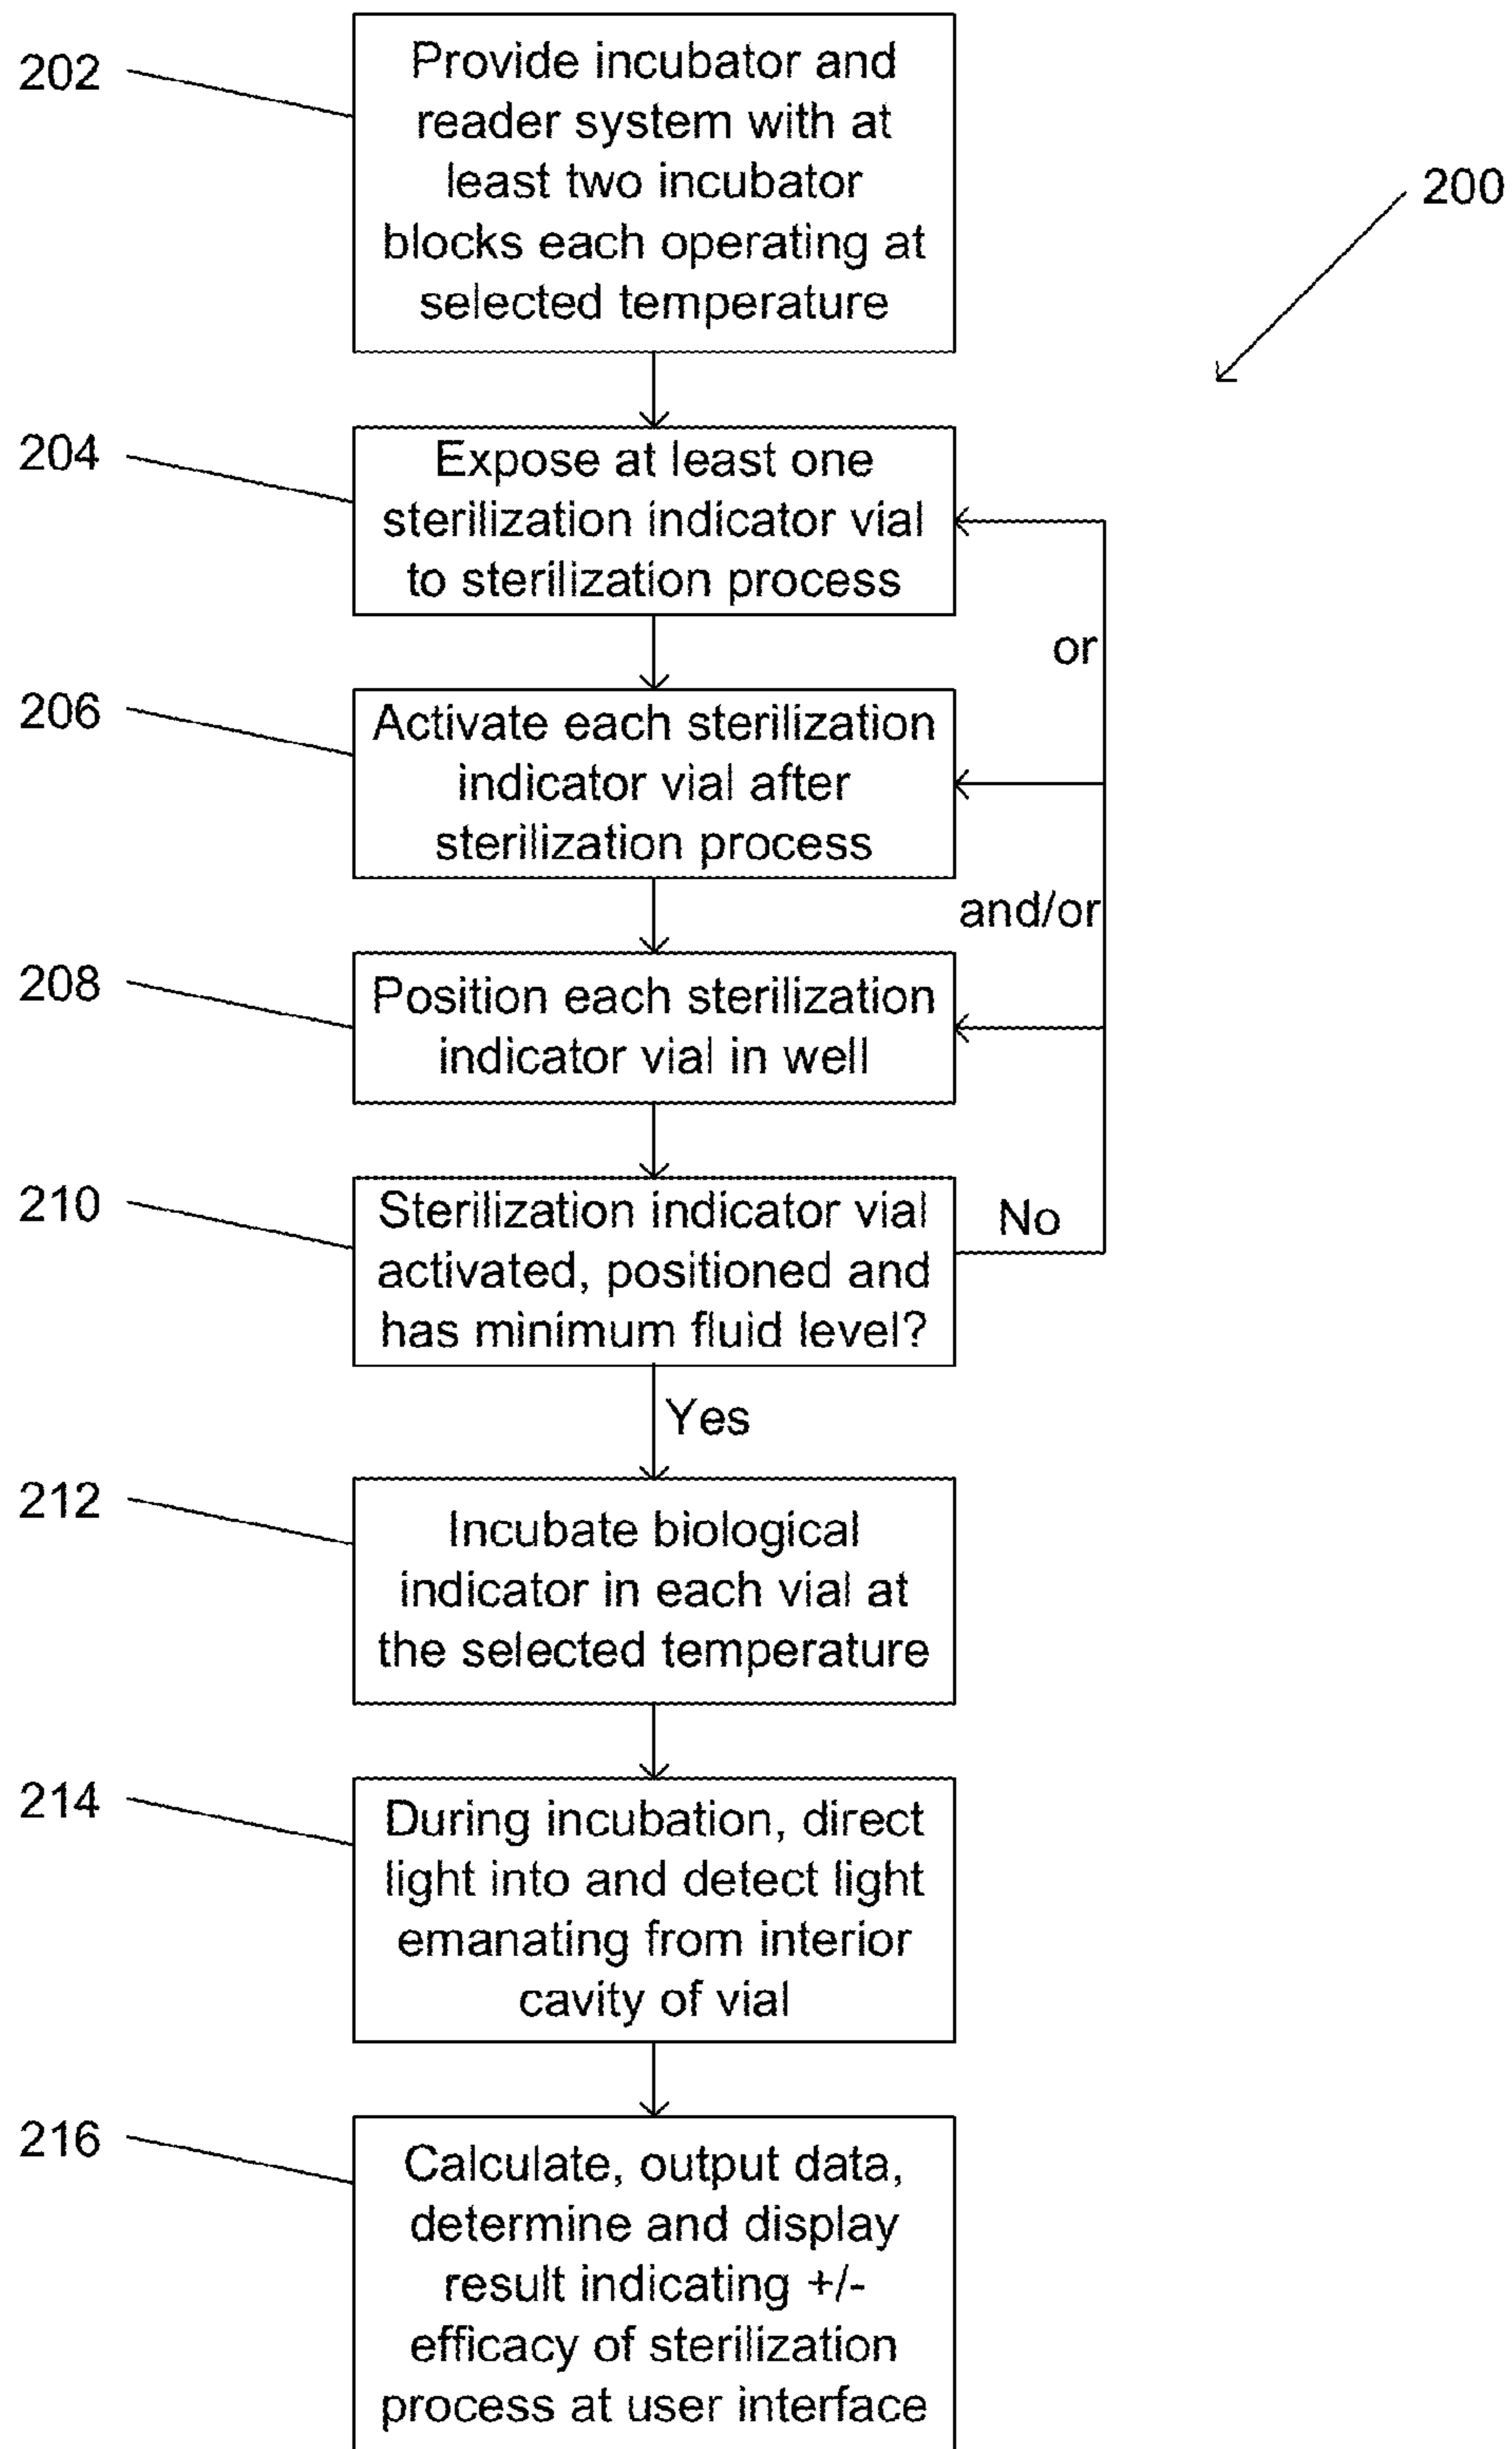 202
Provide incubator and
reader system with at
least two incubator
blocks each operating at
selected temperature
200
204
Expose at least one
sterilization indicator vial
to sterilization process
or
206
Activate each sterilization
indicator vial after
sterilization process
and/or
208
Position each sterilization
indicator vial in well
210
Sterilization indicator vial
activated, positioned and
has minimum fluid level?
No
Yes
212
Incubate biological
indicator in each vial at
the selected temperature
214
During incubation, direct
light into and detect light
emanating from interior
cavity of vial
216
Calculate, output data,
determine and display
result indicating +/-
efficacy of sterilization
process at user interface